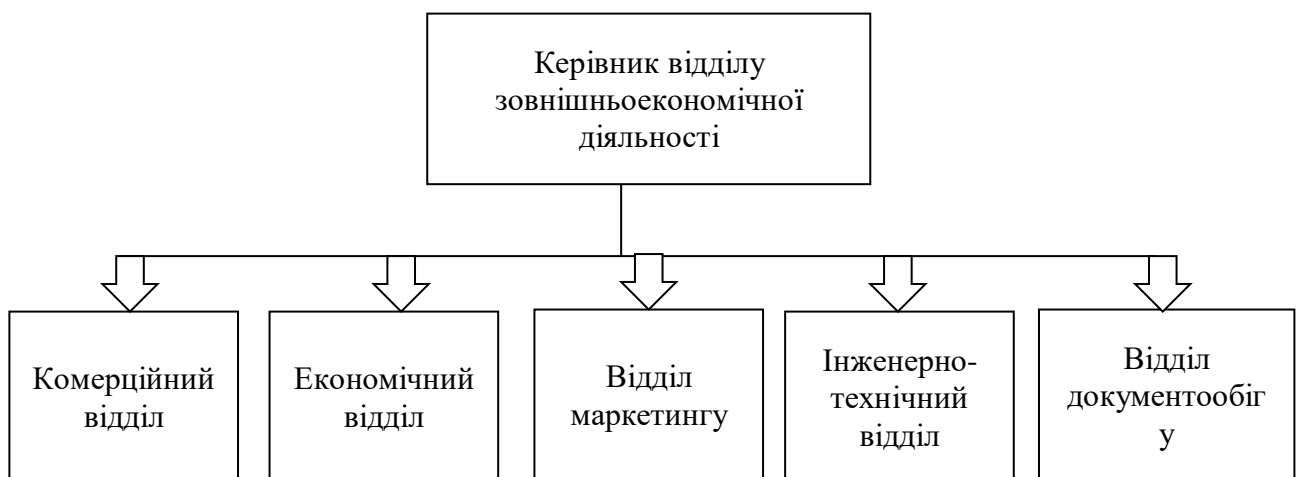 Керівник відділу
зовнішньоекономічної
діяльності
Комерційний
відділ
Економічний
відділ
Відділ
маркетингу
Інженерно-
технічний
відділ
Відділ
документообіг
у